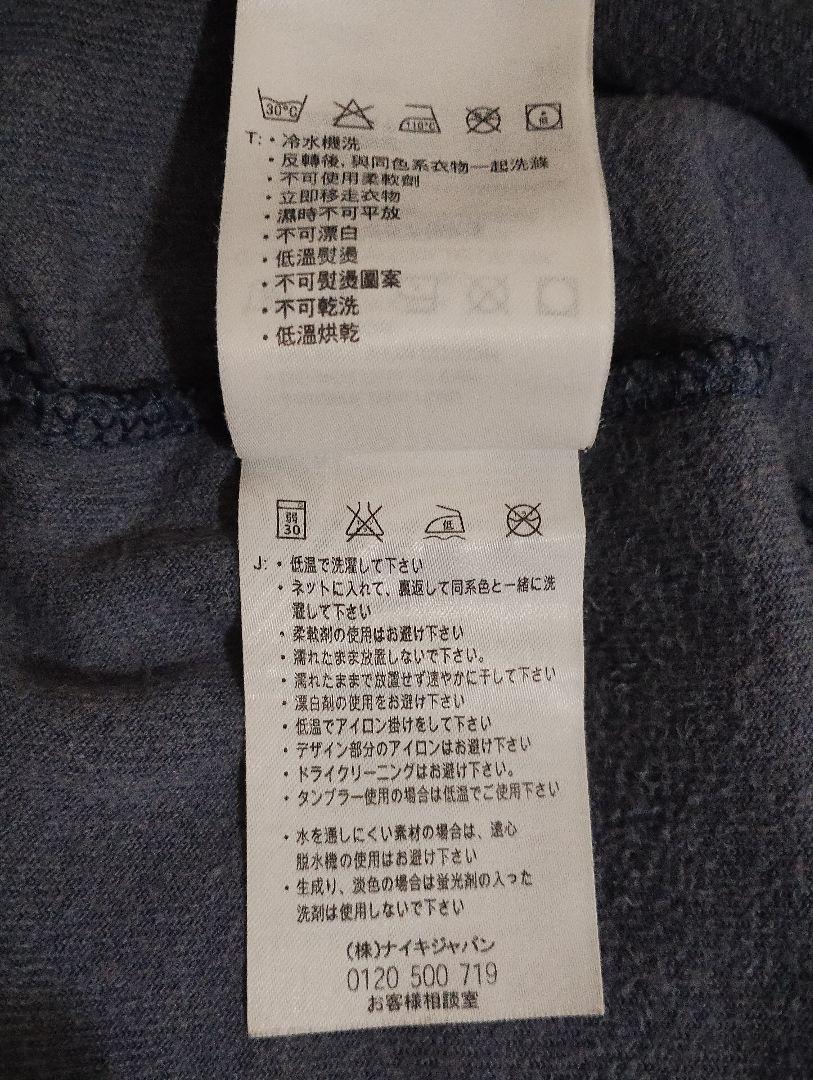 30°C
110°C
低
T: • 冷水機洗
• 反轉後, 與同色系衣物一起洗滌
• 不可使用柔軟劑
• 立即移走衣物
• 濕時不可平放
• 不可漂白
• 低溫熨燙
• 不可熨燙圖案
• 不可乾洗
• 低溫烘乾
弱
30
低
J: • 低温で洗濯して下さい
• ネットに入れて、裏返して同系色と一緒に洗
濯して下さい
• 柔軟剤の使用はお避け下さい
• 濡れたまま放置しないで下さい。
• 濡れたままで放置せず速やかに干して下さい
• 漂白剤の使用をお避け下さい
• 低温でアイロン掛けをして下さい
• デザイン部分のアイロンはお避け下さい
• ドライクリーニングはお避け下さい。
• タンブラー使用の場合は低温でご使用下さい
• 水を通しにくい素材の場合は、遠心
脱水機の使用はお避け下さい
• 生成り、淡色の場合は蛍光剤の入った
洗剤は使用しないで下さい
(株)ナイキジャパン
0120 500 719
お客様相談室